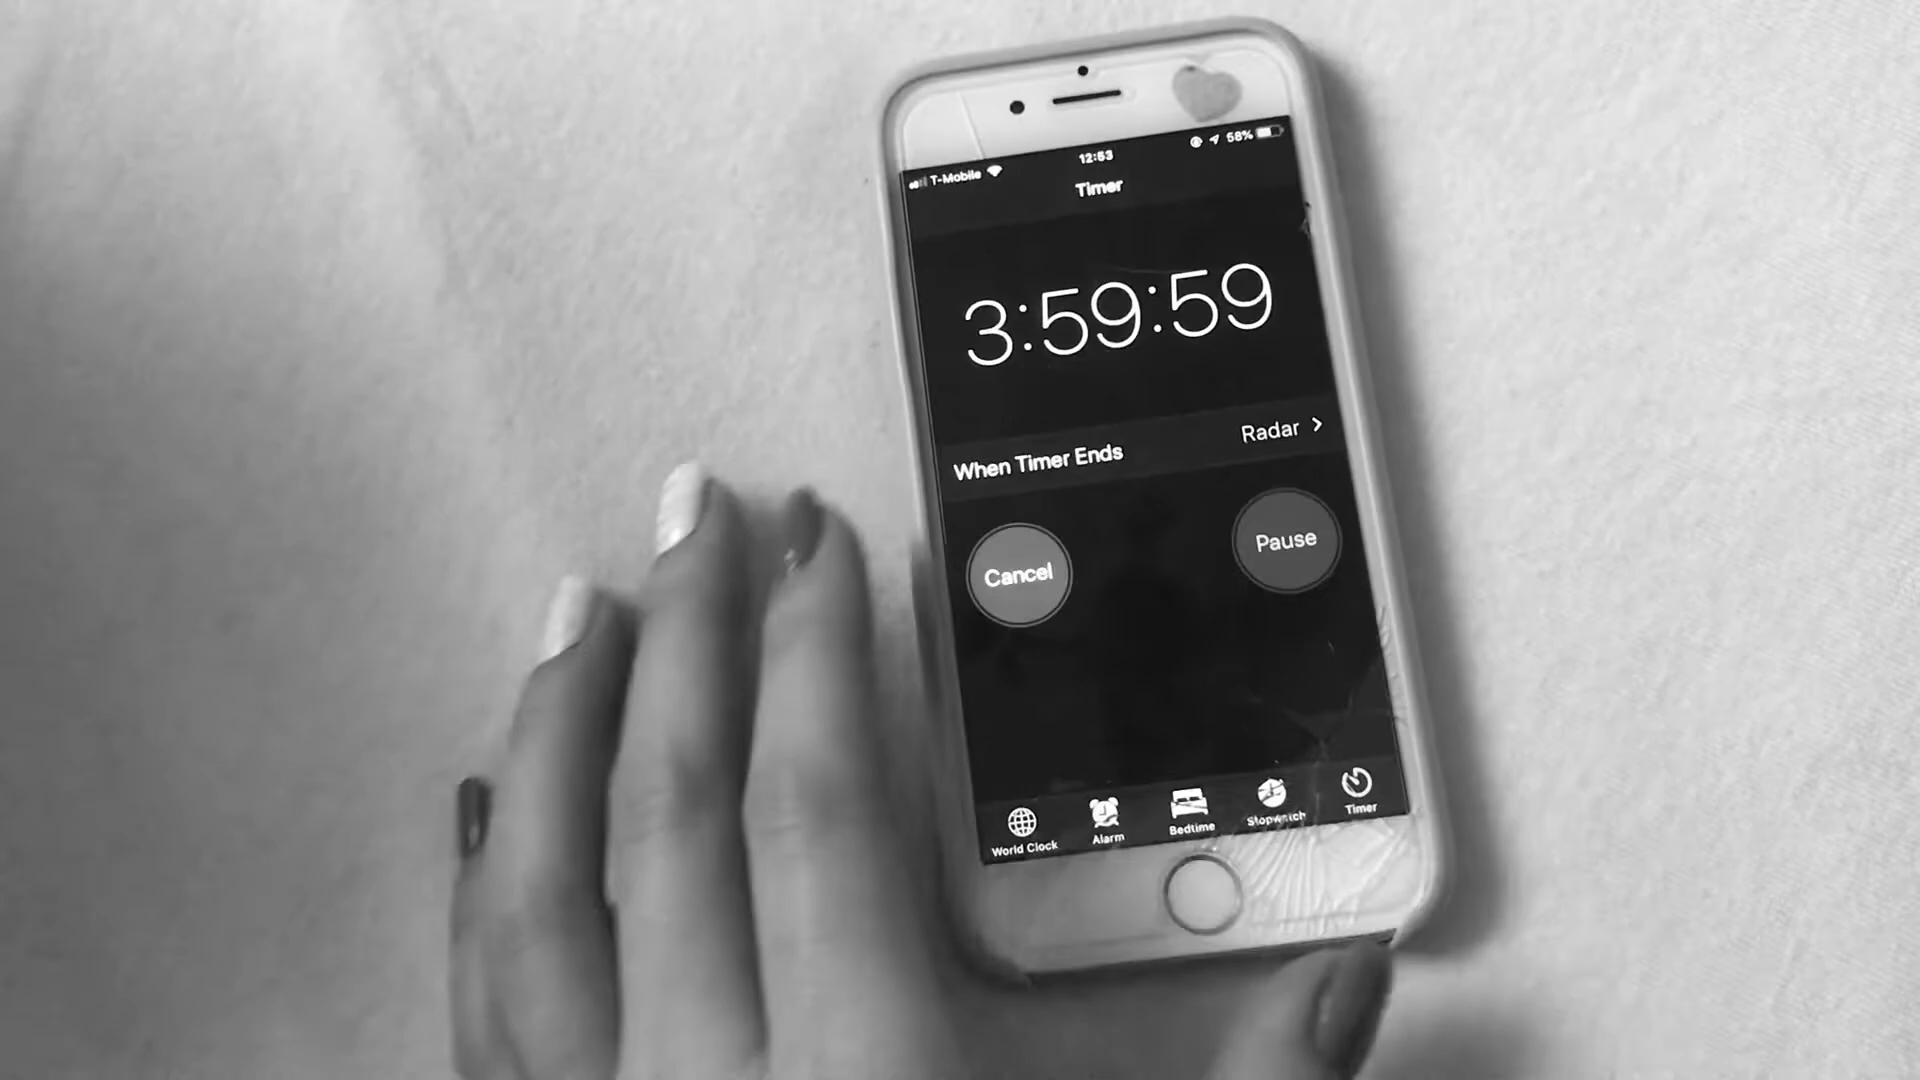 T-Mobile 12:53 58%
Timer
3:59:59
When Timer Ends Radar >
Cancel Pause
World Clock Alarm Bedtime Stopwatch Timer